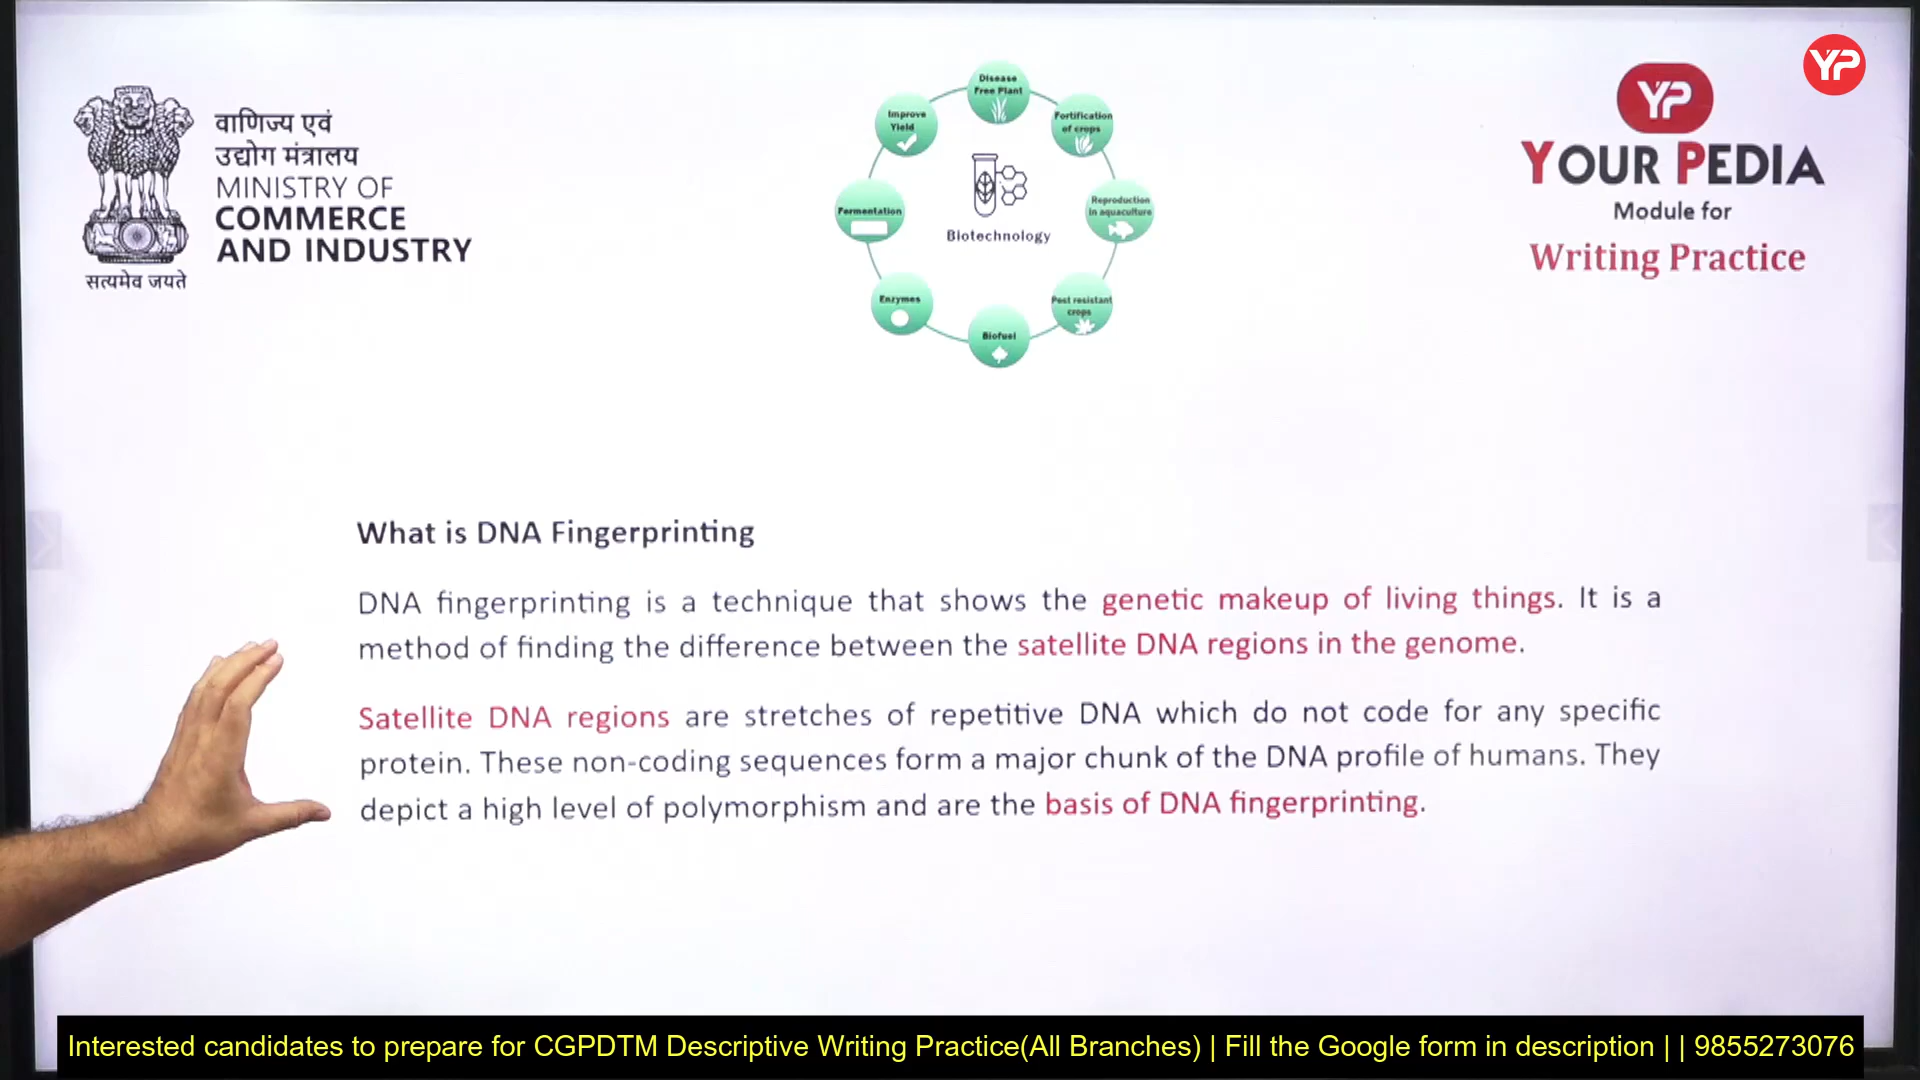 वाणिज्य एवं
उद्योग मंत्रालय
MINISTRY OF
COMMERCE
AND INDUSTRY
सत्यमेव जयते
Disease
Free Plant
Improve
Yield
Fortification
of crops
Fermentation
Reproduction
in aquaculture
Biotechnology
Enzymes
Pest resistant
crops
Biofuel
YP
YP
YOUR PEDIA
Module for
Writing Practice
What is DNA Fingerprinting
DNA fingerprinting is a technique that shows the genetic makeup of living things. It is a
method of finding the difference between the satellite DNA regions in the genome.
Satellite DNA regions are stretches of repetitive DNA which do not code for any specific
protein. These non-coding sequences form a major chunk of the DNA profile of humans. They
depict a high level of polymorphism and are the basis of DNA fingerprinting.
Interested candidates to prepare for CGPDTM Descriptive Writing Practice(All Branches) | Fill the Google form in description | | 9855273076